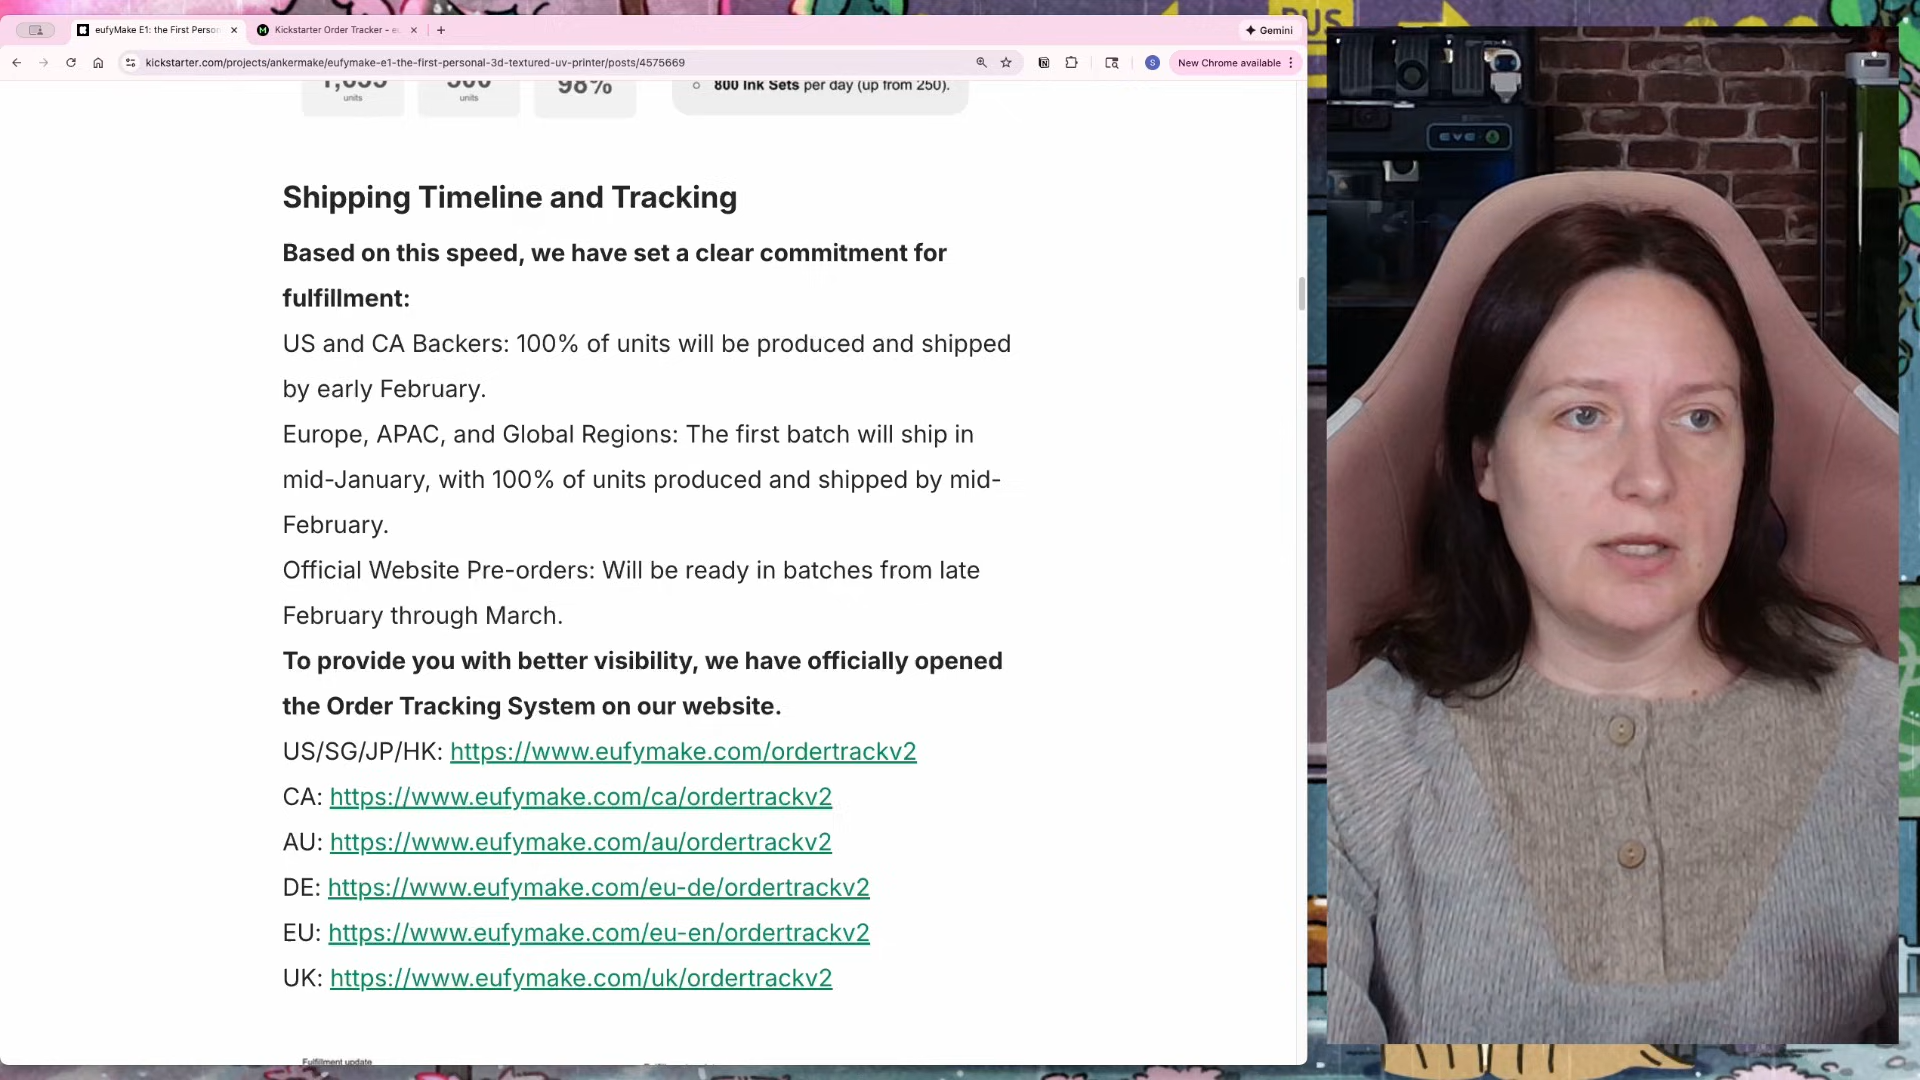 eufyMake E1: the First Person
Kickstarter Order Tracker - eu
Gemini
kickstarter.com/projects/ankermake/eufymake-e1-the-first-personal-3d-textured-uv-printer/posts/4575669
S
New Chrome available
units
units
98%
800 Ink Sets per day (up from 250).
Shipping Timeline and Tracking
Based on this speed, we have set a clear commitment for
fulfillment:
US and CA Backers: 100% of units will be produced and shipped
by early February.
Europe, APAC, and Global Regions: The first batch will ship in
mid-January, with 100% of units produced and shipped by mid-
February.
Official Website Pre-orders: Will be ready in batches from late
February through March.
To provide you with better visibility, we have officially opened
the Order Tracking System on our website.
US/SG/JP/HK: https://www.eufymake.com/ordertrackv2
CA: https://www.eufymake.com/ca/ordertrackv2
AU: https://www.eufymake.com/au/ordertrackv2
DE: https://www.eufymake.com/eu-de/ordertrackv2
EU: https://www.eufymake.com/eu-en/ordertrackv2
UK: https://www.eufymake.com/uk/ordertrackv2
Fulfillment update
BUS